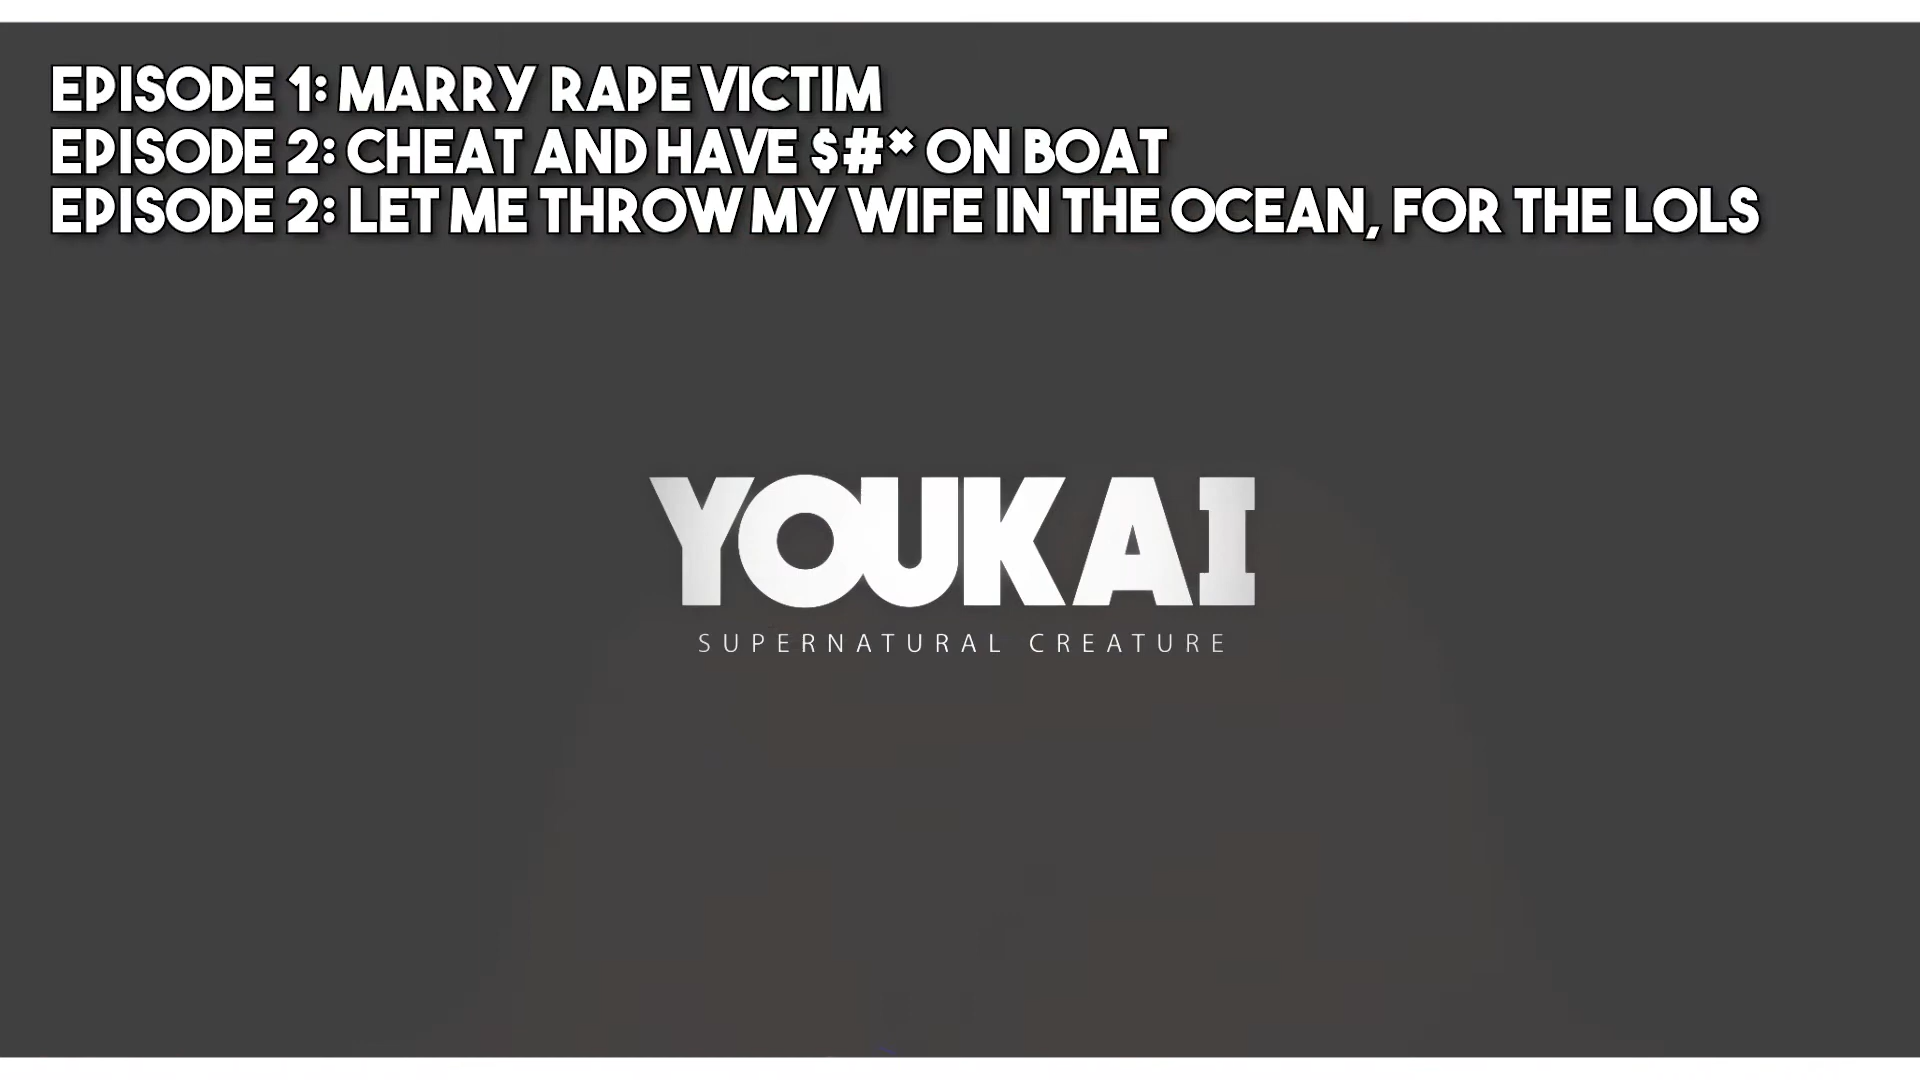 EPISODE 1: MARRY RAPE VICTIM
EPISODE 2: CHEAT AND HAVE $#* ON BOAT
EPISODE 2: LET ME THROW MY WIFE IN THE OCEAN, FOR THE LOLS
YOUKAI
SUPERNATURAL CREATURE